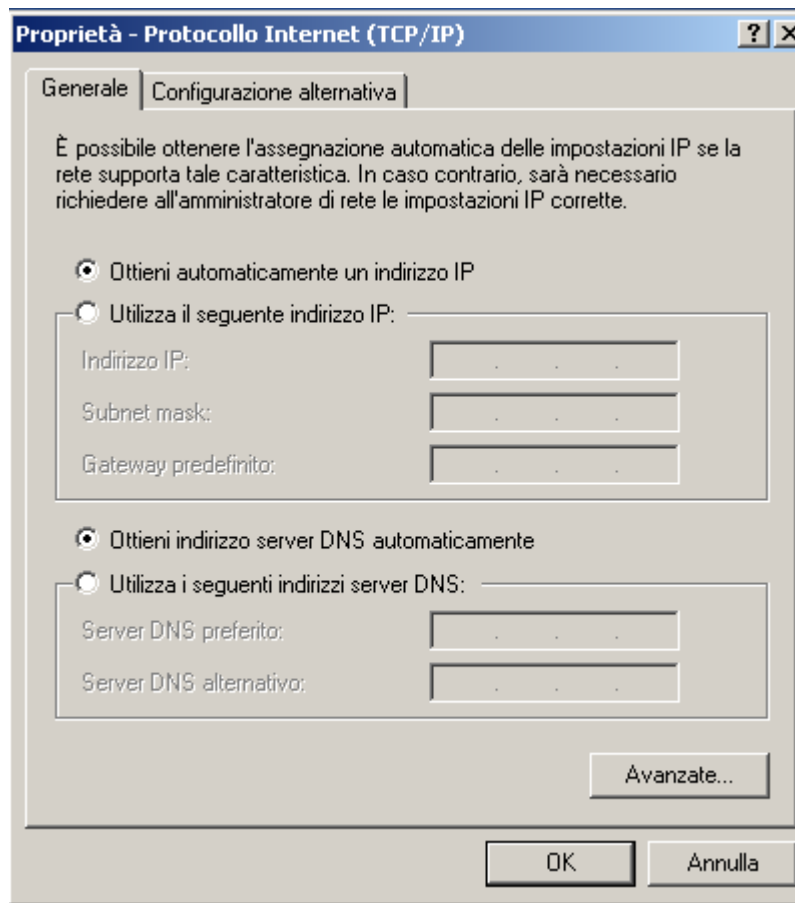 Proprietà - Protocollo Internet (TCP/IP)
Generale
Configurazione alternativa
È possibile ottenere l'assegnazione automatica delle impostazioni IP se la
rete supporta tale caratteristica. In caso contrario, sarà necessario
richiedere all'amministratore di rete le impostazioni IP corrette.
Ottieni automaticamente un indirizzo IP
Utilizza il seguente indirizzo IP:
Indirizzo IP:
Subnet mask:
Gateway predefinito:
Ottieni indirizzo server DNS automaticamente
Utilizza i seguenti indirizzi server DNS:
Server DNS preferito:
Server DNS alternativo:
Avanzate...
OK
Annulla